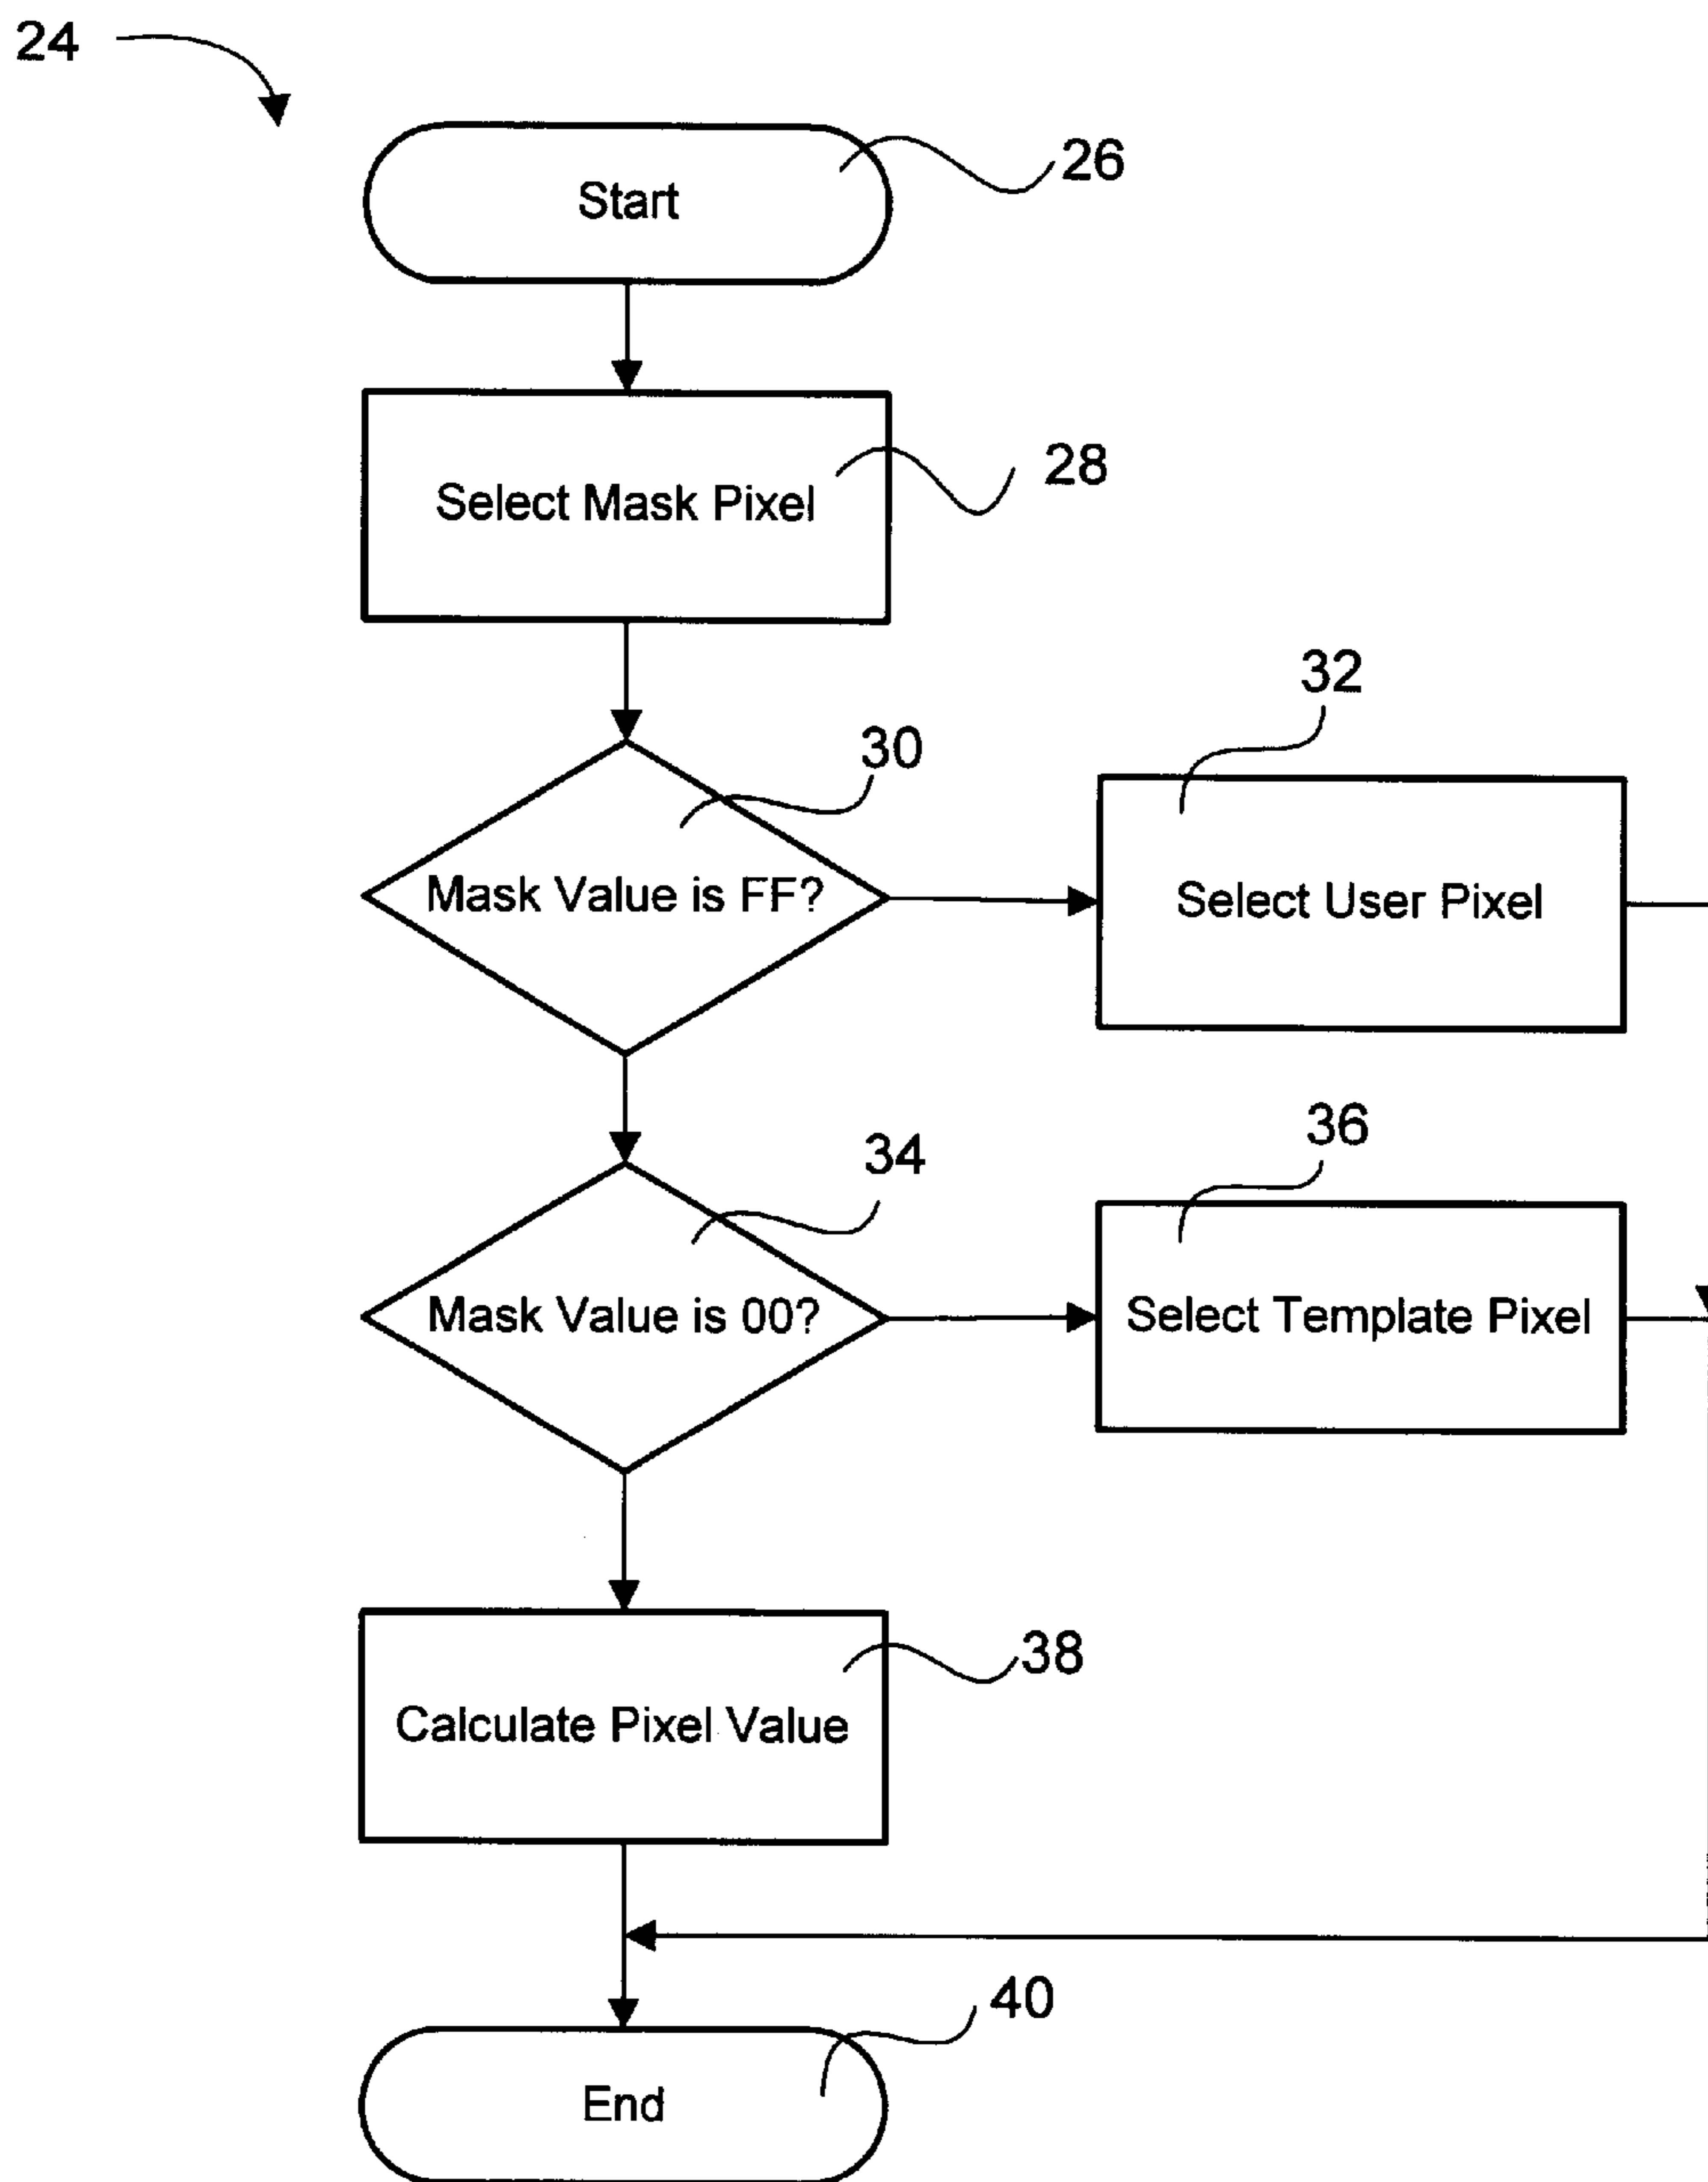 24
26
Start
28
Select Mask Pixel
32
30
Mask Value is FF?
Select User Pixel
36
34
Mask Value is 00?
Select Template Pixel
38
Calculate Pixel Value
40
End